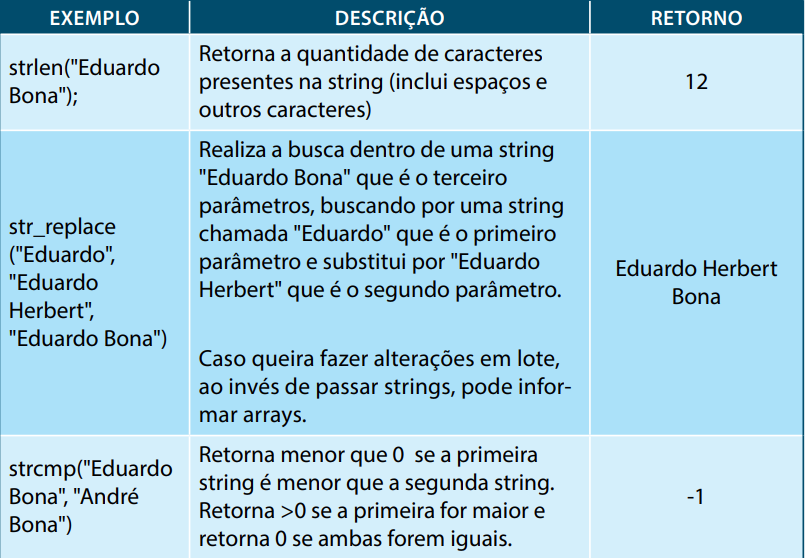 EXEMPLO DESCRIÇÃO RETORNO
strlen("Eduardo
Bona");
Retorna a quantidade de caracteres
presentes na string (inclui espaços e
outros caracteres)
12
str_replace
("Eduardo",
"Eduardo
Herbert",
"Eduardo Bona")
Realiza a busca dentro de uma string
"Eduardo Bona" que é o terceiro
parâmetros, buscando por uma string
chamada "Eduardo" que é o primeiro
parâmetro e substitui por "Eduardo
Herbert" que é o segundo parâmetro.
Caso queira fazer alterações em lote,
ao invés de passar strings, pode infor-
mar arrays.
Eduardo Herbert
Bona
strcmp("Eduardo
Bona", "André
Bona")
Retorna menor que 0 se a primeira
string é menor que a segunda string.
Retorna >0 se a primeira for maior e
retorna 0 se ambas forem iguais.
-1